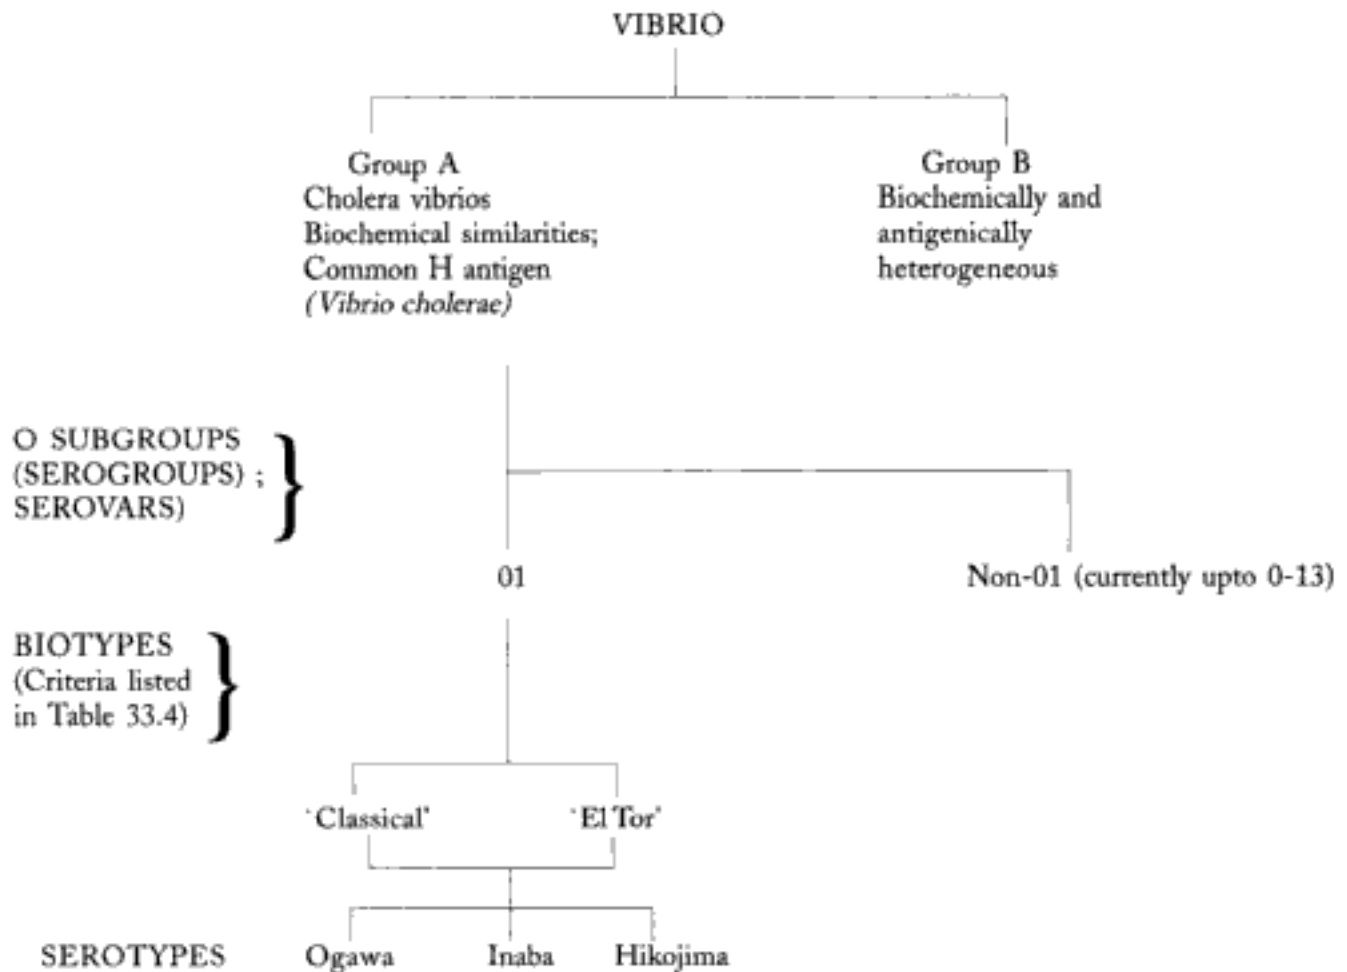 VIBRIO
Group A
Cholera vibrios
Biochemical similarities;
Common H antigen
(Vibrio cholerae)
Group B
Biochemically and
antigenically
heterogeneous
O SUBGROUPS
(SEROGROUPS) ;
SEROVARS)
01
Non-01 (currently upto 0-13)
BIOTYPES
(Criteria listed
in Table 33.4)
‘Classical’
‘El Tor’
SEROTYPES
Ogawa
Inaba
Hikojima